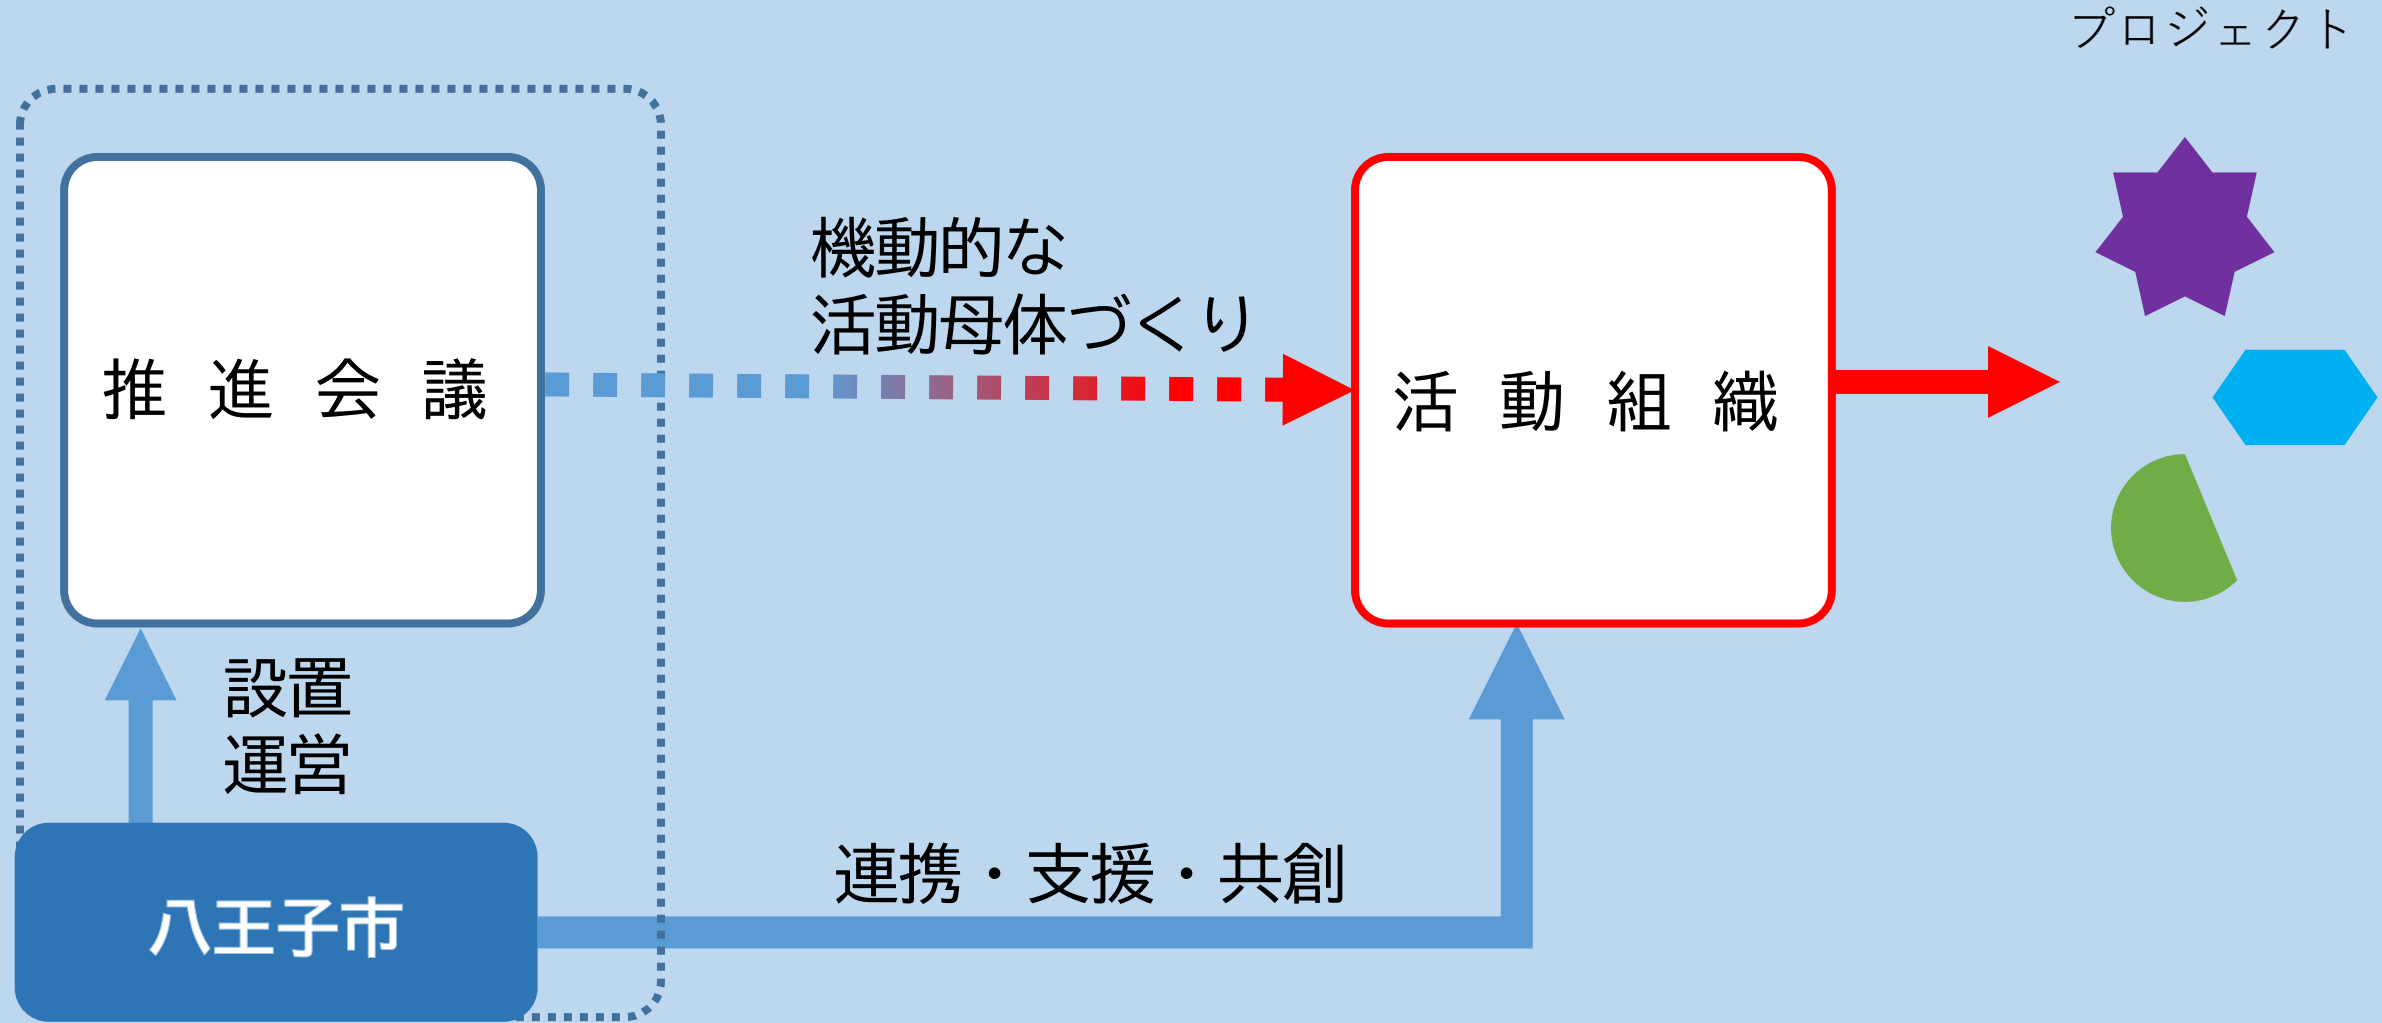 プロジェクト
機動的な
活動母体づくり
推進会議
活動組織
設置
運営
連携・支援・共創
八王子市